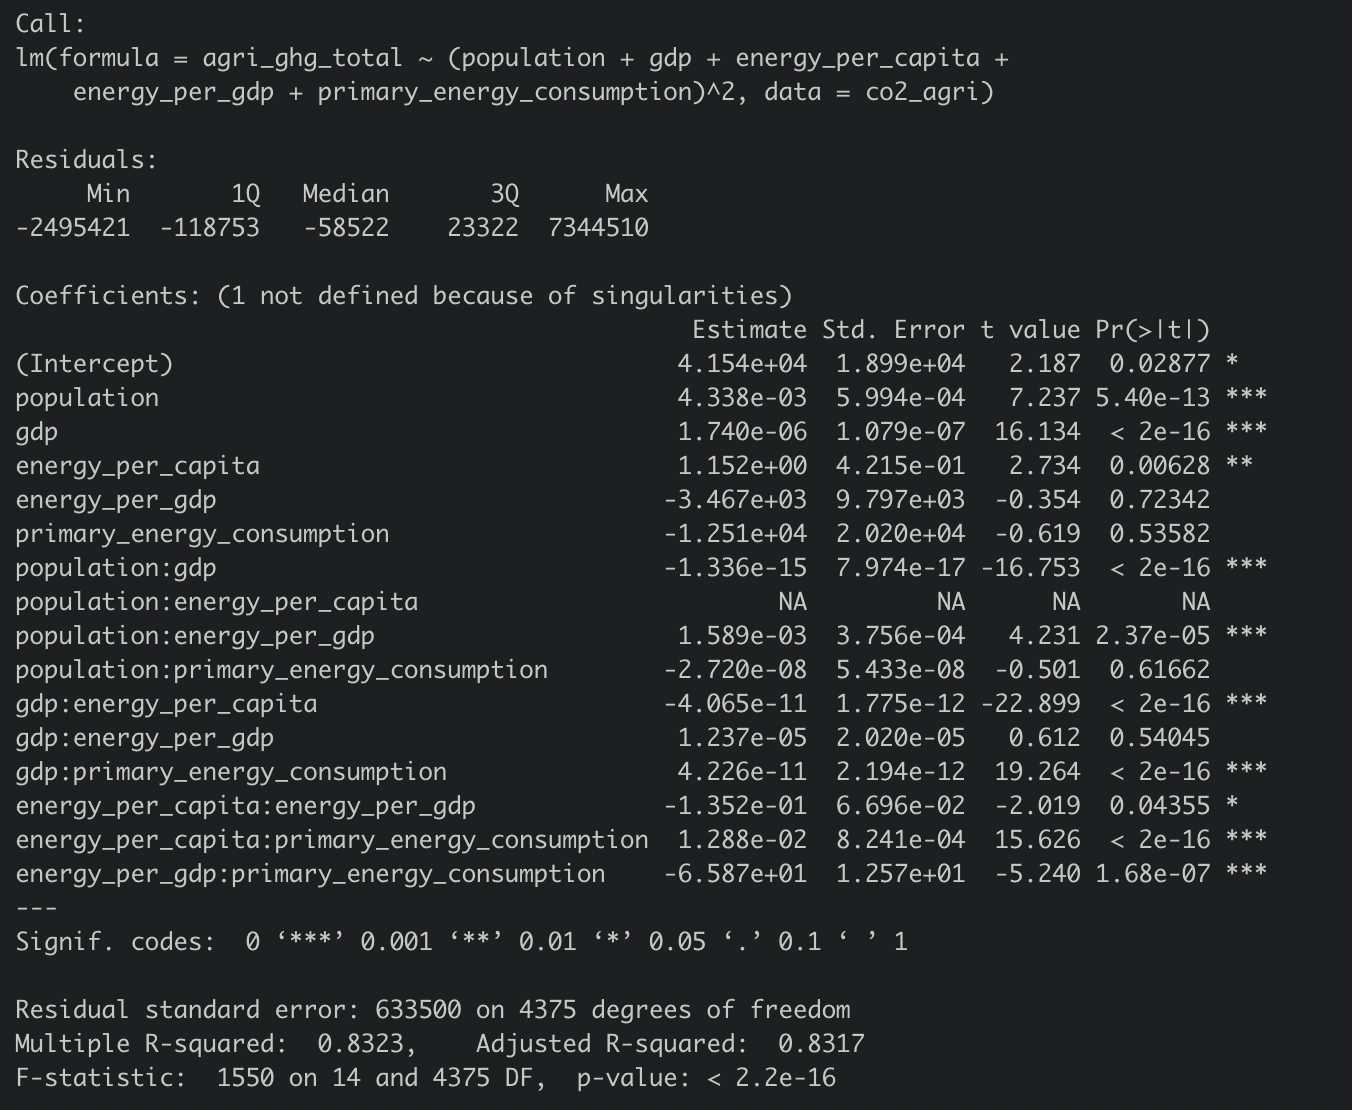 Call:
lm(formula = agri_ghg_total ~ (population + gdp + energy_per_capita +
    energy_per_gdp + primary_energy_consumption)^2, data = co2_agri)

Residuals:
     Min       1Q   Median       3Q      Max
-2495421  -118753   -58522    23322  7344510

Coefficients: (1 not defined because of singularities)
                                               Estimate Std. Error t value Pr(>|t|)
(Intercept)                                   4.154e+04  1.899e+04   2.187  0.02877 *
population                                    4.338e-03  5.994e-04   7.237 5.40e-13 ***
gdp                                           1.740e-06  1.079e-07  16.134  < 2e-16 ***
energy_per_capita                             1.152e+00  4.215e-01   2.734  0.00628 **
energy_per_gdp                               -3.467e+03  9.797e+03  -0.354  0.72342
primary_energy_consumption                   -1.251e+04  2.020e+04  -0.619  0.53582
population:gdp                               -1.336e-15  7.974e-17 -16.753  < 2e-16 ***
population:energy_per_capita                         NA         NA      NA       NA
population:energy_per_gdp                     1.589e-03  3.756e-04   4.231 2.37e-05 ***
population:primary_energy_consumption        -2.720e-08  5.433e-08  -0.501  0.61662
gdp:energy_per_capita                        -4.065e-11  1.775e-12 -22.899  < 2e-16 ***
gdp:energy_per_gdp                            1.237e-05  2.020e-05   0.612  0.54045
gdp:primary_energy_consumption                4.226e-11  2.194e-12  19.264  < 2e-16 ***
energy_per_capita:energy_per_gdp             -1.352e-01  6.696e-02  -2.019  0.04355 *
energy_per_capita:primary_energy_consumption  1.288e-02  8.241e-04  15.626  < 2e-16 ***
energy_per_gdp:primary_energy_consumption    -6.587e+01  1.257e+01  -5.240 1.68e-07 ***
---
Signif. codes:  0 ‘***’ 0.001 ‘**’ 0.01 ‘*’ 0.05 ‘.’ 0.1 ‘ ’ 1

Residual standard error: 633500 on 4375 degrees of freedom
Multiple R-squared:  0.8323,    Adjusted R-squared:  0.8317
F-statistic:  1550 on 14 and 4375 DF,  p-value: < 2.2e-16